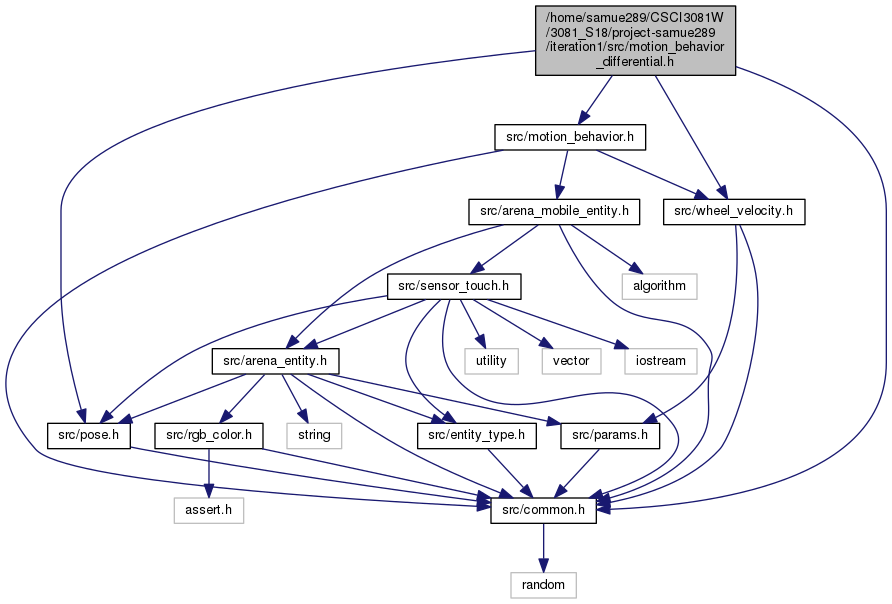 /home/samue289/CSCI3081W
/3081_S18/project-samue289
/iteration1/src/motion_behavior
_differential.h
src/motion_behavior.h
src/arena_mobile_entity.h
src/wheel_velocity.h
src/sensor_touch.h
algorithm
src/arena_entity.h
utility
vector
iostream
src/pose.h
src/rgb_color.h
string
src/entity_type.h
src/params.h
assert.h
src/common.h
random